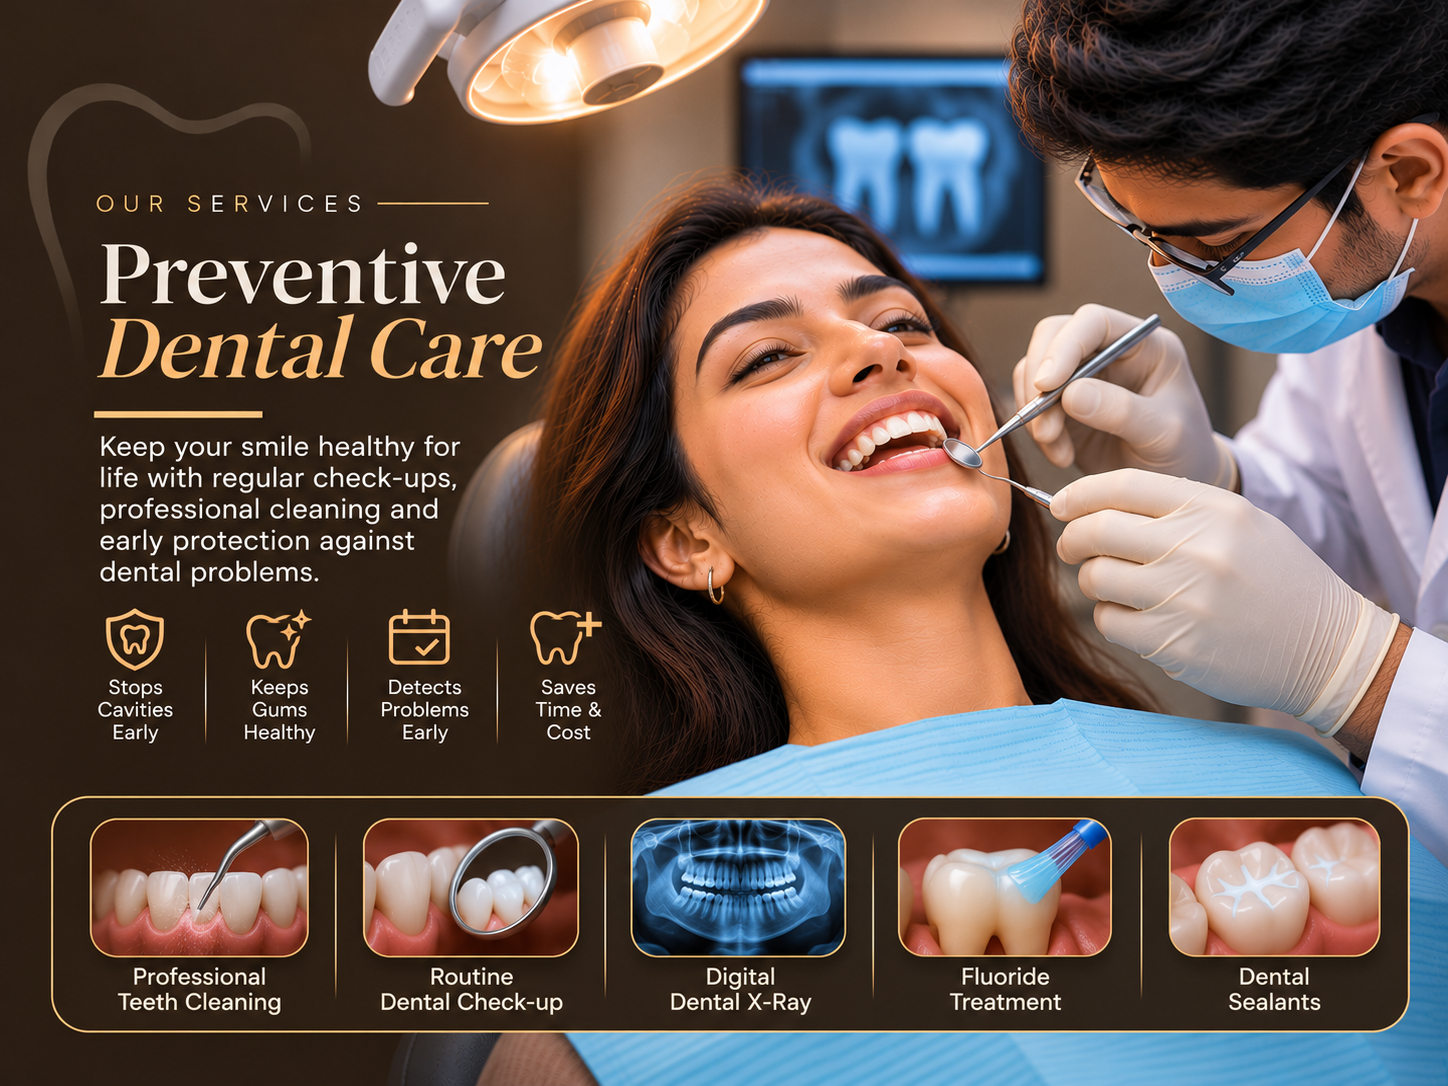 OUR SERVICES
Preventive
Dental Care
Keep your smile healthy for
life with regular check-ups,
professional cleaning and
early protection against
dental problems.
Stops
Cavities
Early
Keeps
Gums
Healthy
Detects
Problems
Early
Saves
Time &
Cost
Professional
Teeth Cleaning
Routine
Dental Check-up
Digital
Dental X-Ray
Fluoride
Treatment
Dental
Sealants